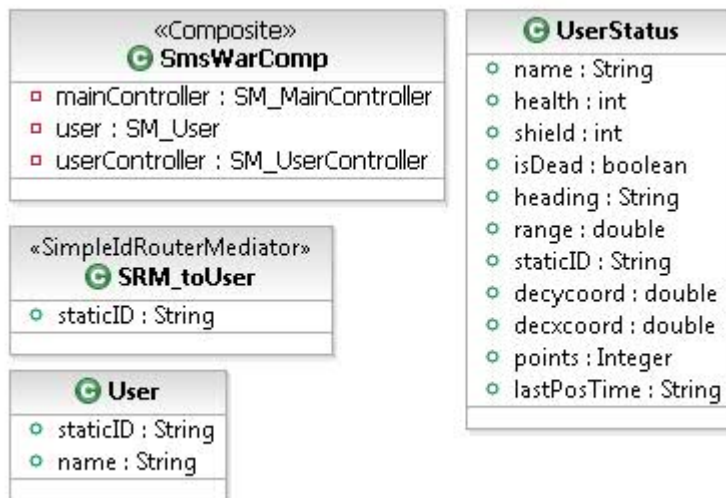 «Composite»
SmsWarComp
mainController : SM_MainController
user : SM_User
userController : SM_UserController
«SimpleIdRouterMediator»
SRM_toUser
staticID : String
User
staticID : String
name : String
UserStatus
name : String
health : int
shield : int
isDead : boolean
heading : String
range : double
staticID : String
decycoord : double
decxcoord : double
points : Integer
lastPosTime : String